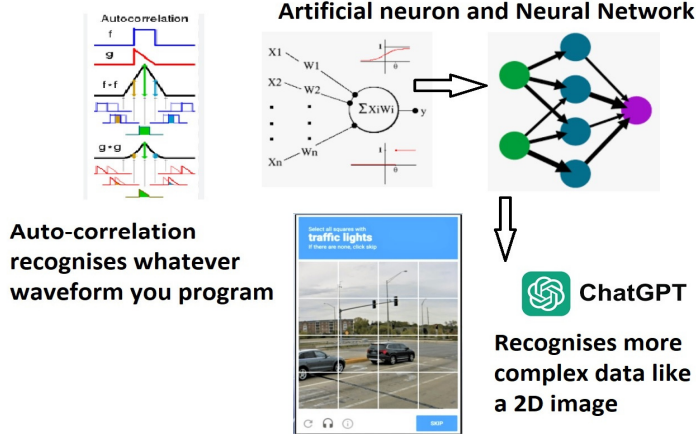 Autocorrelation
f
g
f⋆f
g⋆g
Auto-correlation
recognises whatever
waveform you program
Artificial neuron and Neural Network
X1
W1
X2
W2
Xn
Wn
ΣXiWi
y
1
θ
1
θ
Select all squares with
traffic lights
If there are none, click skip
SKIP
ChatGPT
Recognises more
complex data like
a 2D image